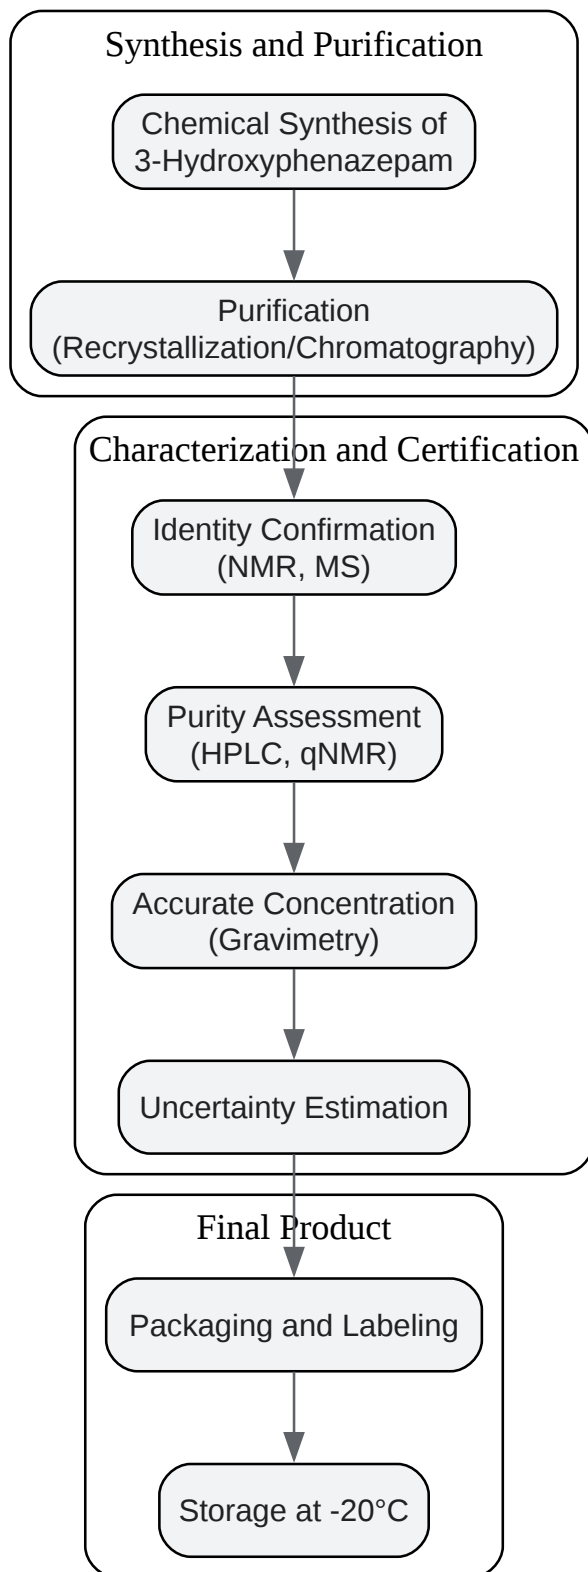 Synthesis and Purification
Chemical Synthesis of
3-Hydroxyphenazepam
Purification
(Recrystallization/Chromatography)
Characterization and Certification
Identity Confirmation
(NMR, MS)
Purity Assessment
(HPLC, qNMR)
Accurate Concentration
(Gravimetry)
Uncertainty Estimation
Final Product
Packaging and Labeling
Storage at -20°C